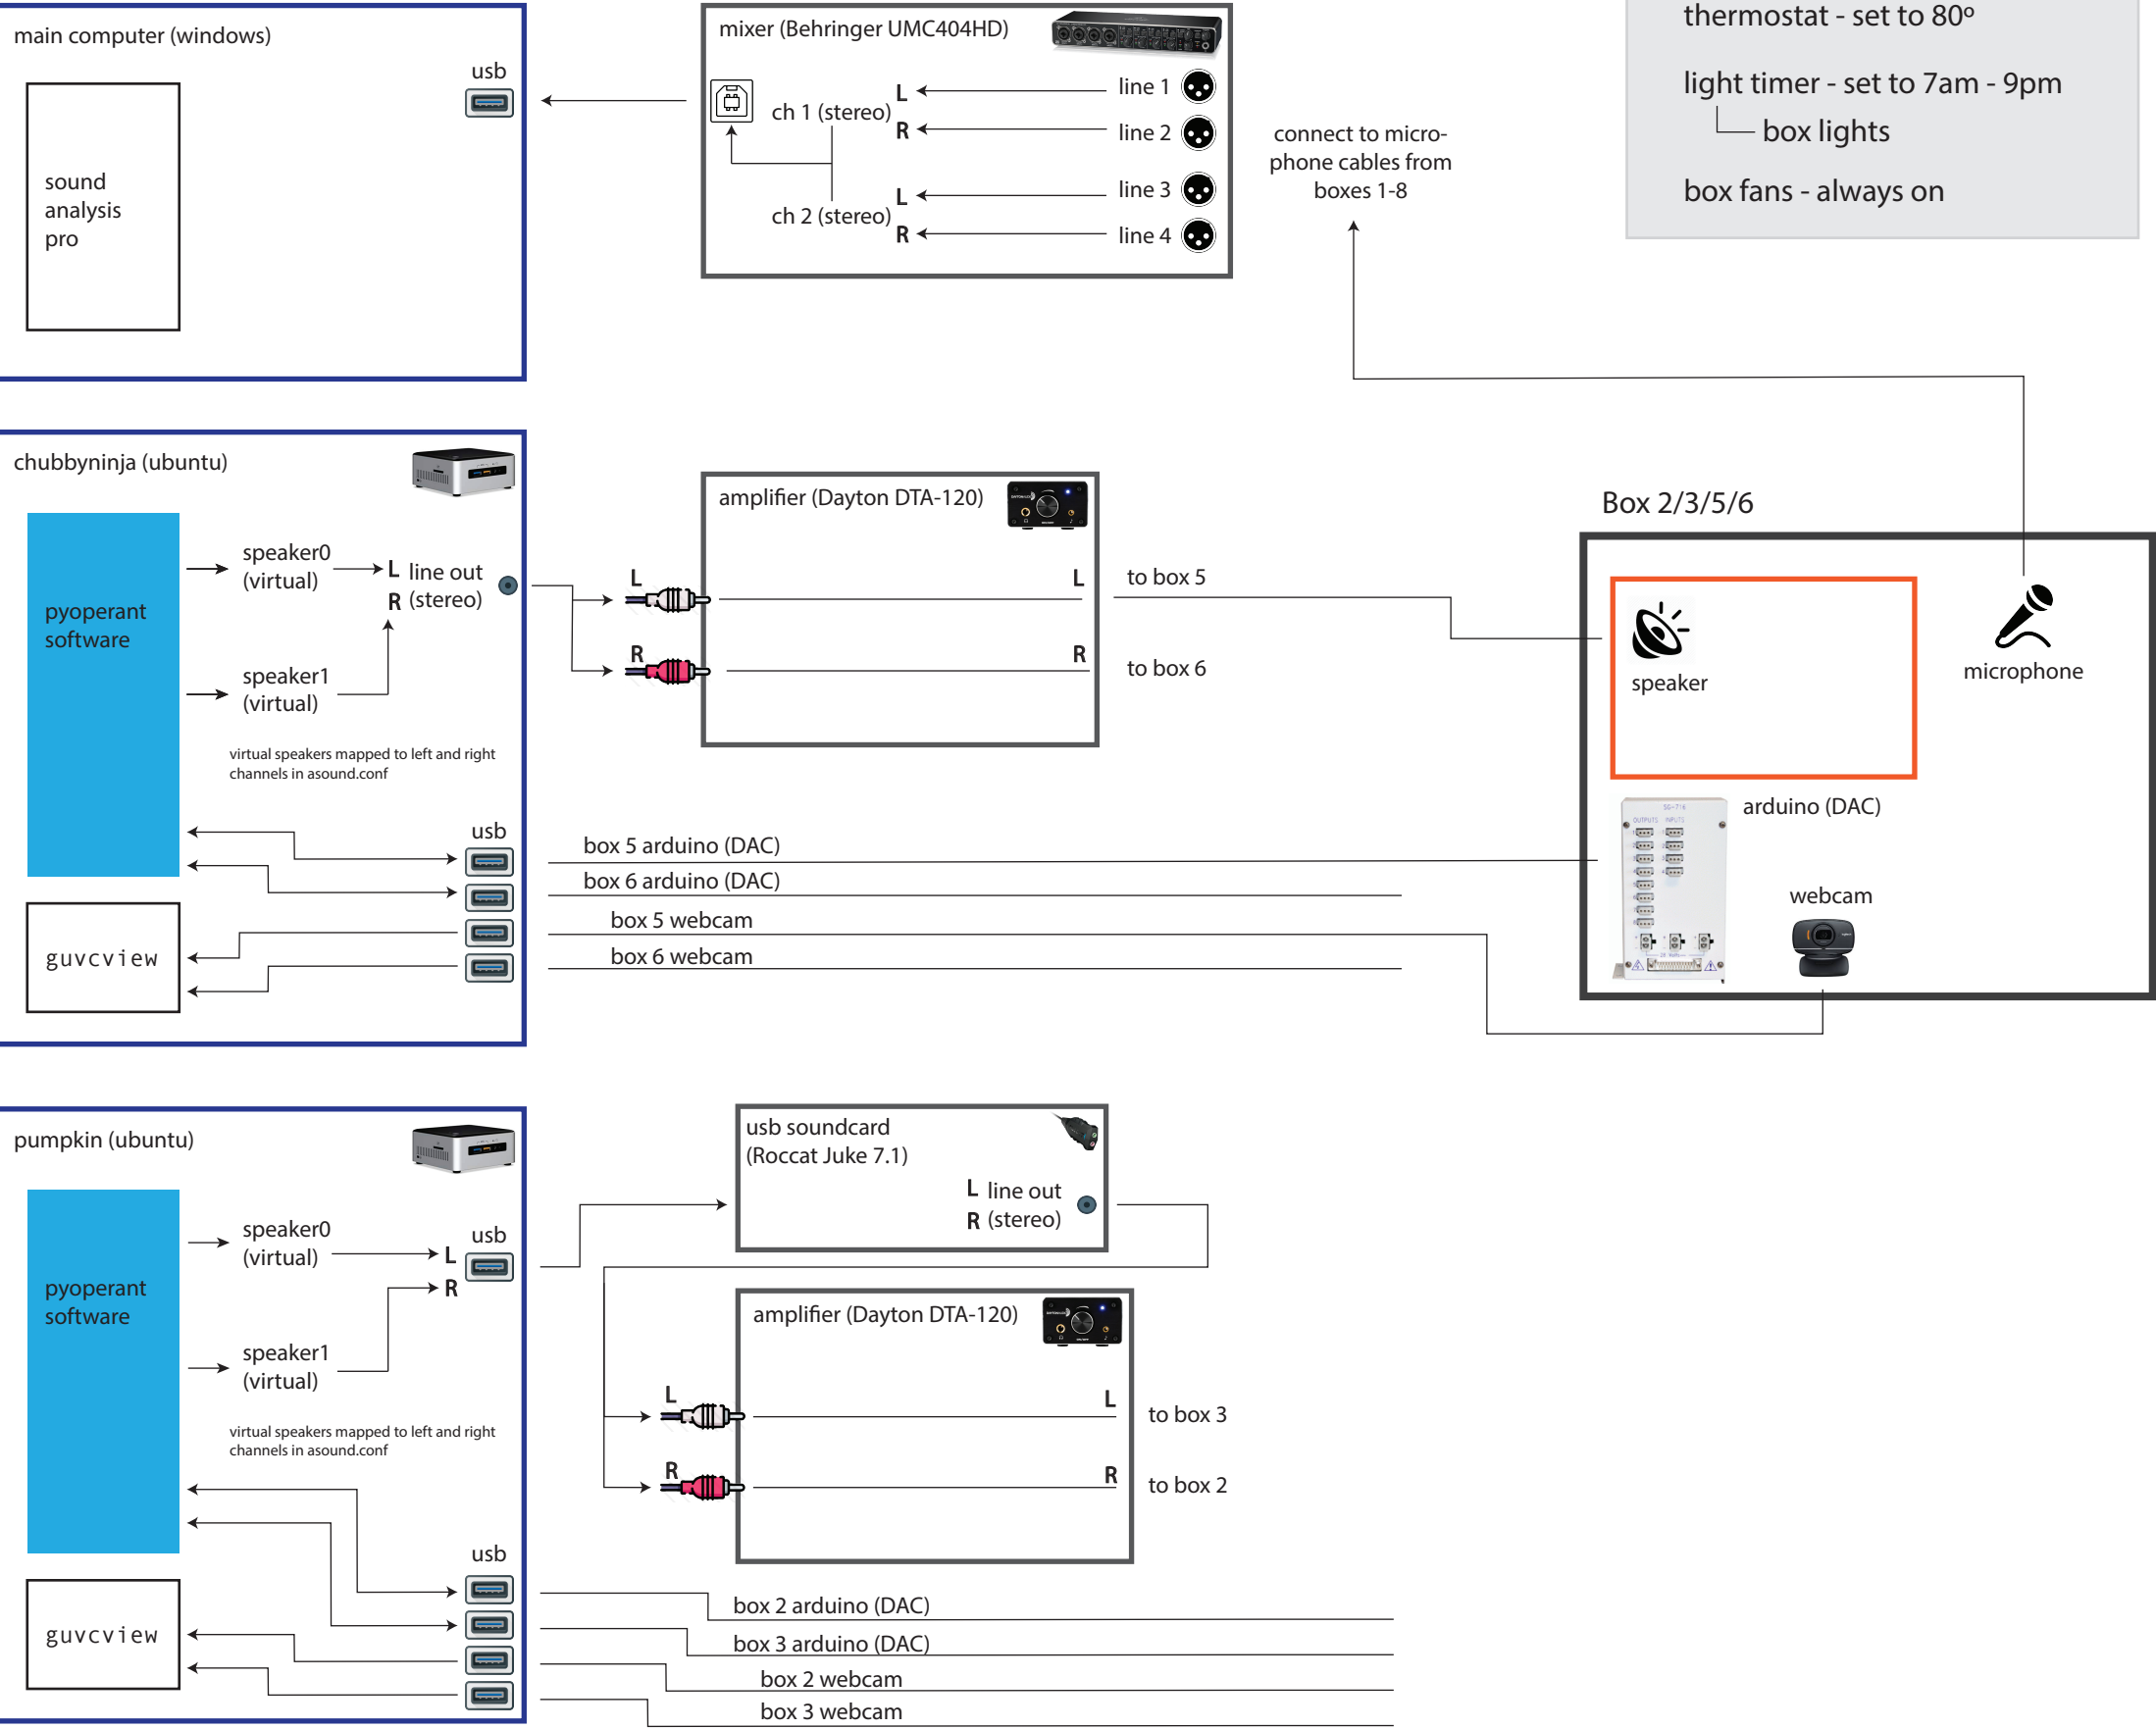 main computer (windows)
usb
sound
analysis
pro
mixer (Behringer UMC404HD)
ch 1 (stereo)
L
R
line 1
line 2
ch 2 (stereo)
L
R
line 3
line 4
connect to micro-
phone cables from
boxes 1-8
thermostat - set to 80º
light timer - set to 7am - 9pm
box lights
box fans - always on
chubbyninja (ubuntu)
pyoperant
software
speaker0
(virtual)
L line out
R (stereo)
speaker1
(virtual)
virtual speakers mapped to left and right
channels in asound.conf
usb
guvcview
amplifier (Dayton DTA-120)
L
L
to box 5
R
R
to box 6
box 5 arduino (DAC)
box 6 arduino (DAC)
box 5 webcam
box 6 webcam
Box 2/3/5/6
speaker
microphone
arduino (DAC)
SG-716
OUTPUTS INPUTS
webcam
pumpkin (ubuntu)
pyoperant
software
speaker0
(virtual)
L
R
usb
speaker1
(virtual)
virtual speakers mapped to left and right
channels in asound.conf
usb
guvcview
usb soundcard
(Roccat Juke 7.1)
L line out
R (stereo)
amplifier (Dayton DTA-120)
L
L
to box 3
R
R
to box 2
box 2 arduino (DAC)
box 3 arduino (DAC)
box 2 webcam
box 3 webcam